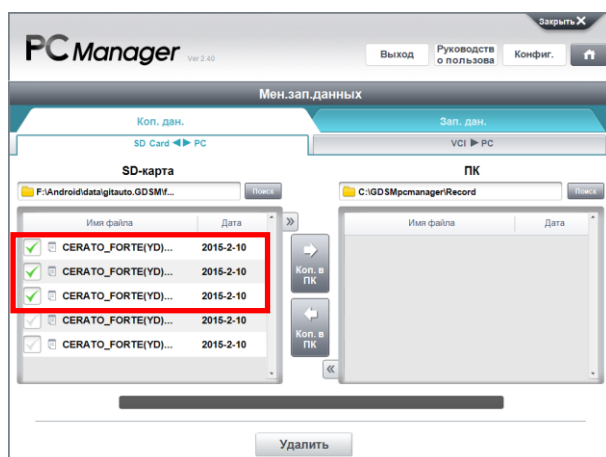 Закрыть X
PC Manager Ver 2.40
Выход
Руководств
о пользова
Конфиг.
Мен.зап.данных
Коп. дан.
Зап. дан.
SD Card ◀▶ PC
VCI ▶ PC
SD-карта
ПК
F:\Android\data\gitauto.GDSM\f...
Поиск
C:\GDSMpcmanager\Record
Поиск
Имя файла
Дата
»
Имя файла
Дата
CERATO_FORTE(YD)... 2015-2-10
CERATO_FORTE(YD)... 2015-2-10
CERATO_FORTE(YD)... 2015-2-10
CERATO_FORTE(YD)... 2015-2-10
CERATO_FORTE(YD)... 2015-2-10
Коп. в
ПК
Коп. в
ПК
«
Удалить